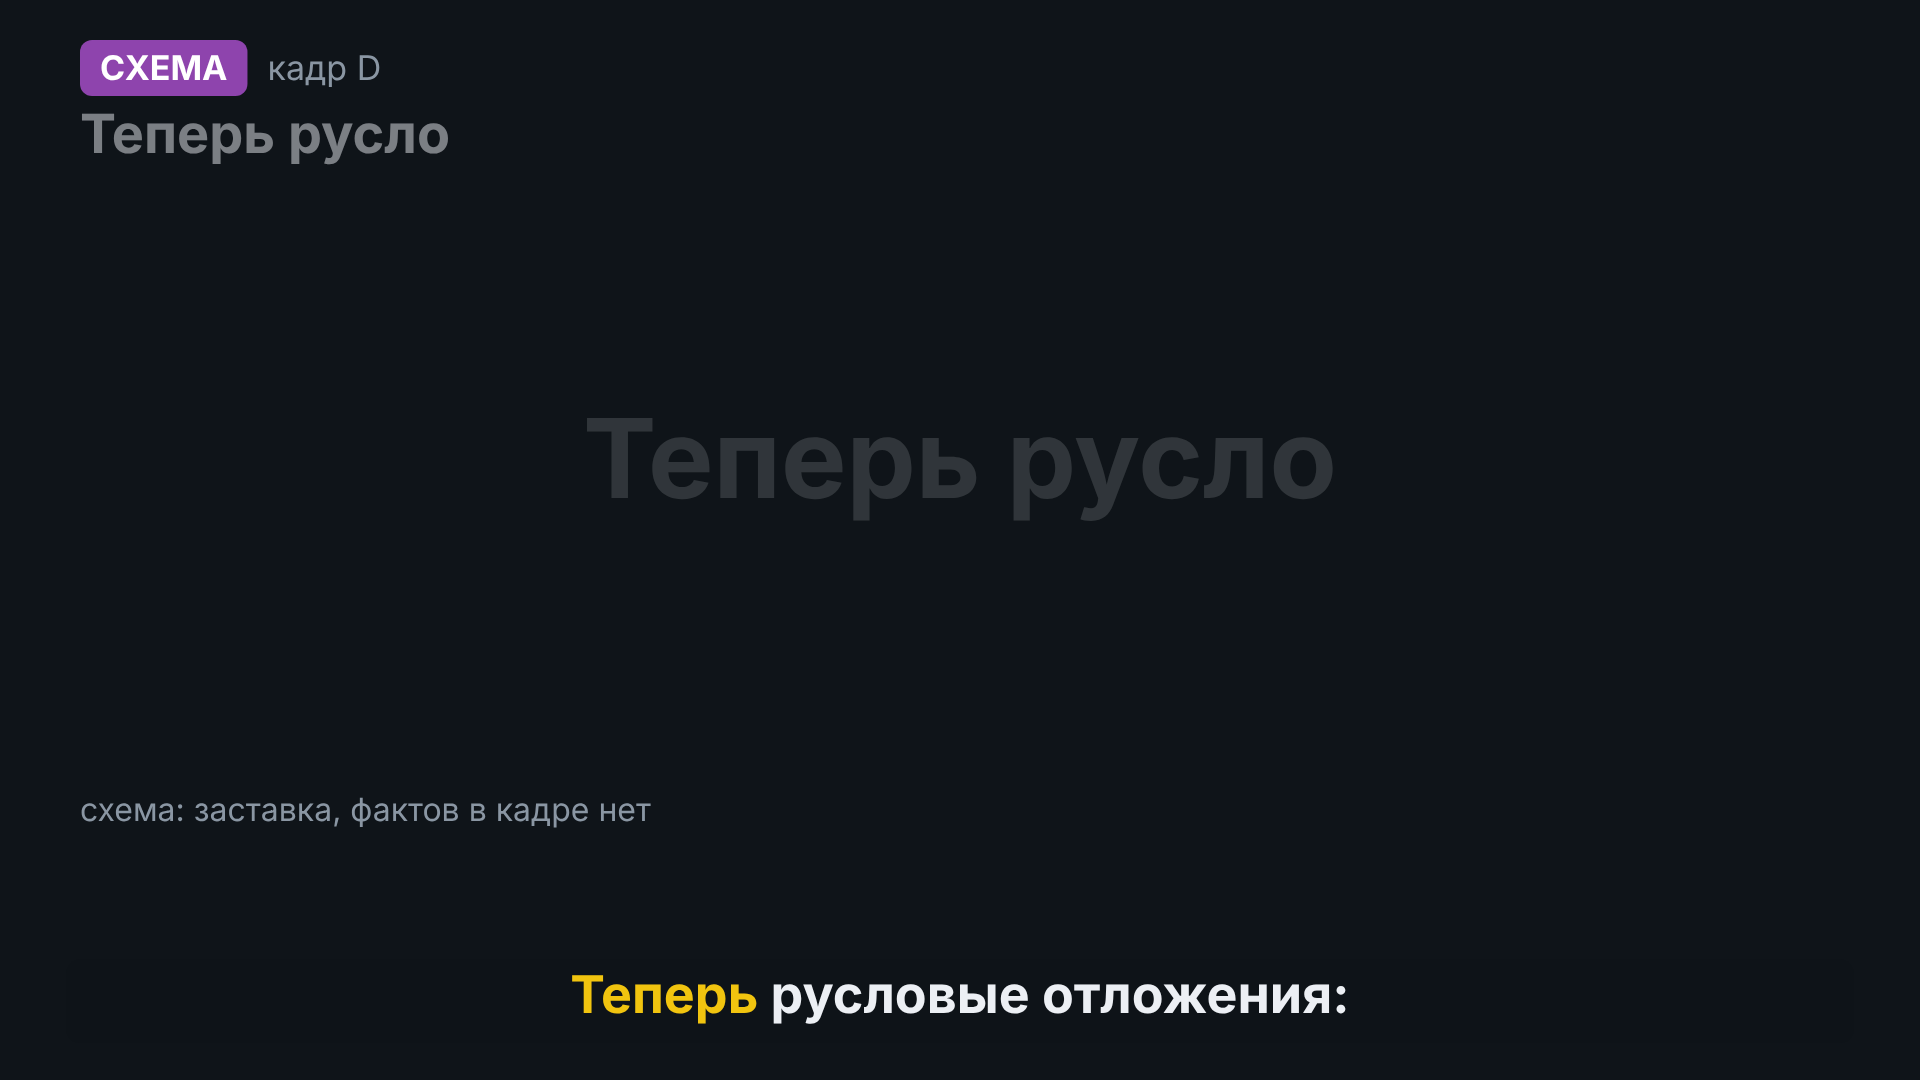 СХЕМА кадр D
Теперь русло
Теперь русло
схема: заставка, фактов в кадре нет
Теперь русловые отложения: